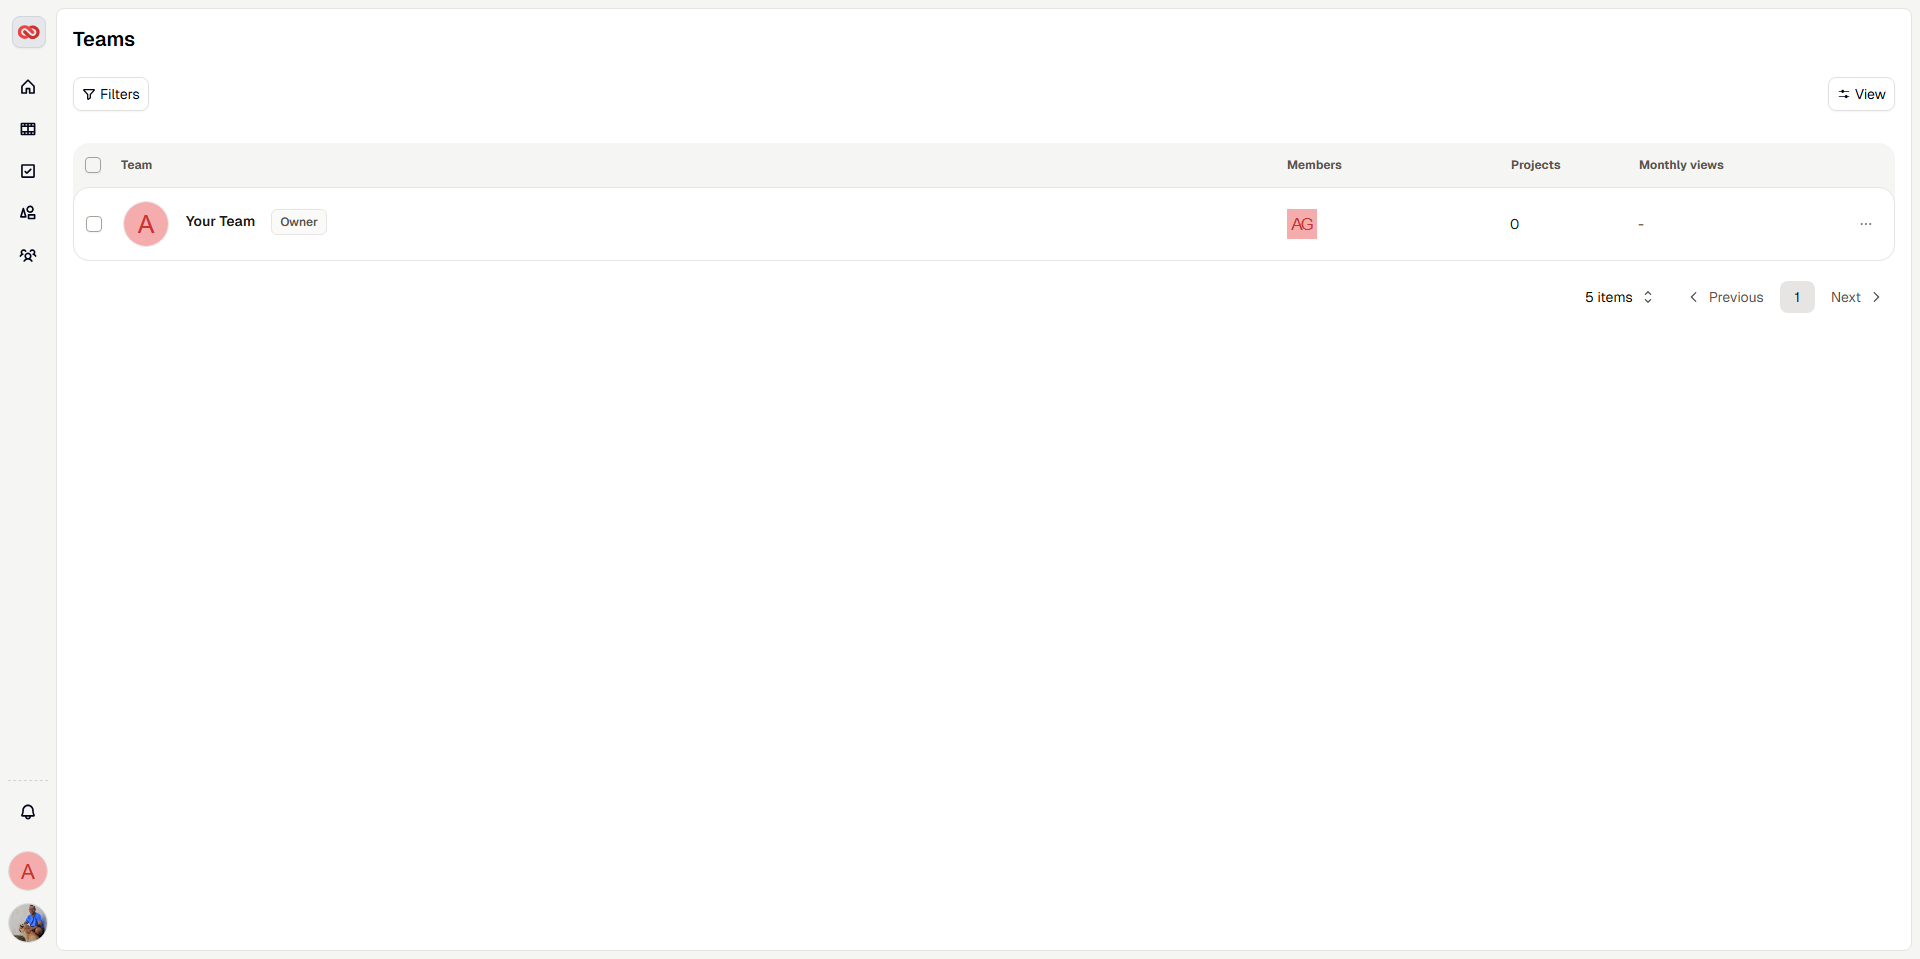 Teams
Filters
View
Team Members Projects Monthly views
A Your Team Owner AG 0 -
5 items Previous 1 Next
A